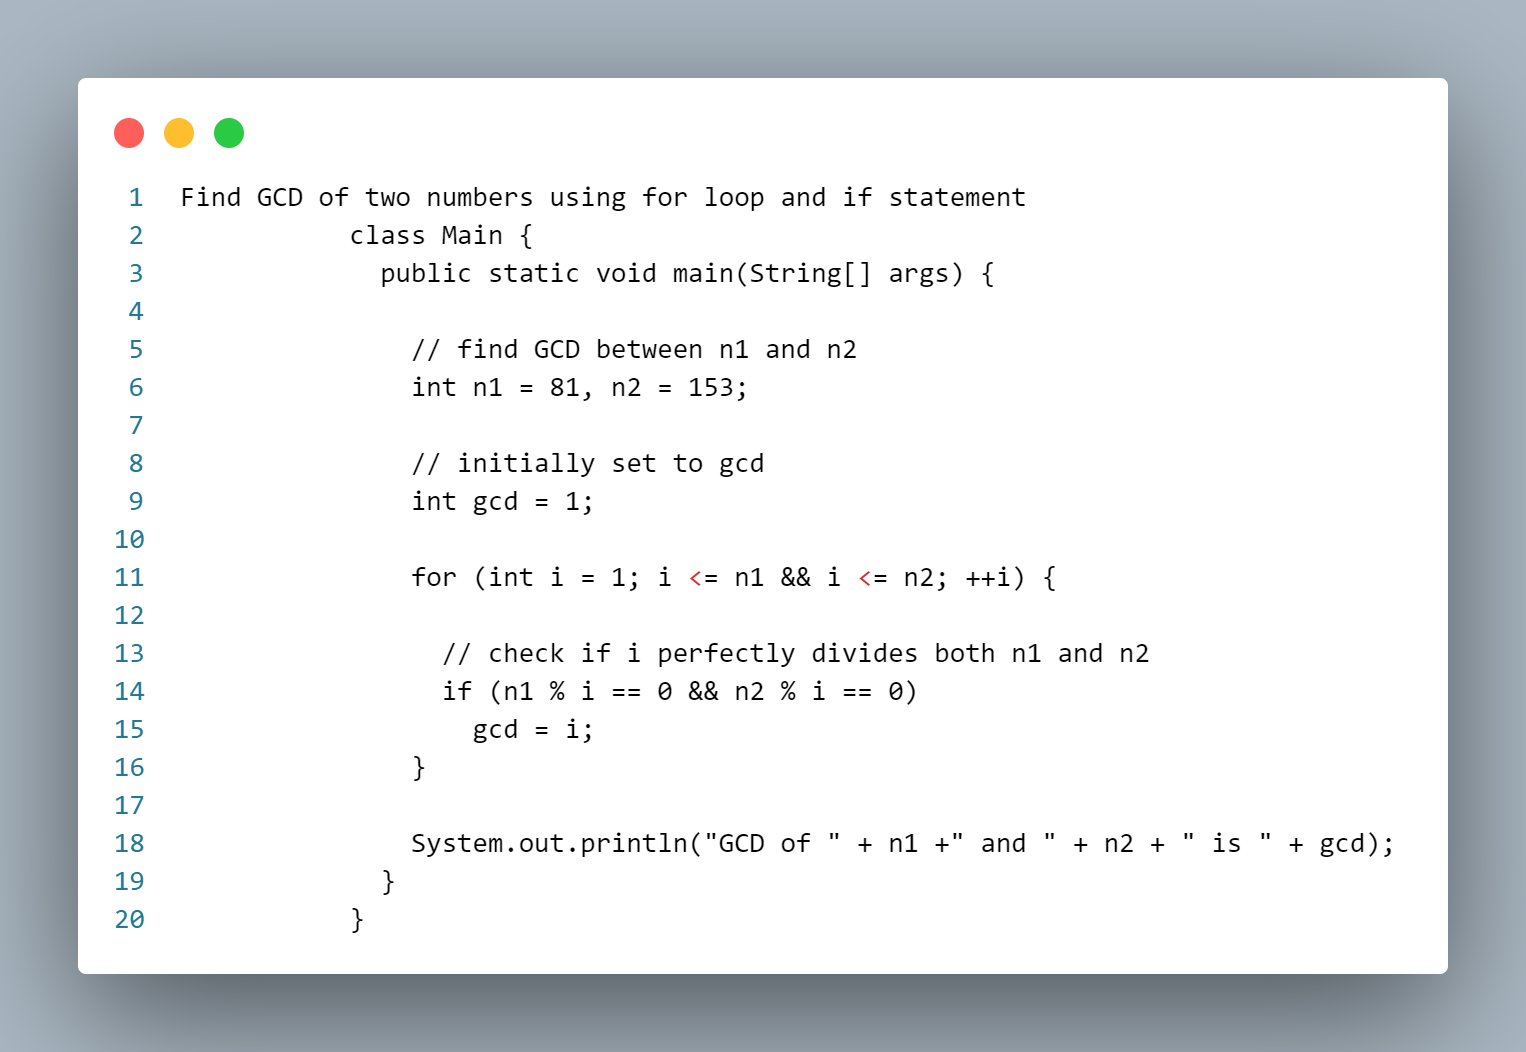 1 Find GCD of two numbers using for loop and if statement
2 class Main {
3 public static void main(String[] args) {
4
5 // find GCD between n1 and n2
6 int n1 = 81, n2 = 153;
7
8 // initially set to gcd
9 int gcd = 1;
10
11 for (int i = 1; i <= n1 && i <= n2; ++i) {
12
13 // check if i perfectly divides both n1 and n2
14 if (n1 % i == 0 && n2 % i == 0)
15 gcd = i;
16 }
17
18 System.out.println("GCD of " + n1 +" and " + n2 + " is " + gcd);
19 }
20 }